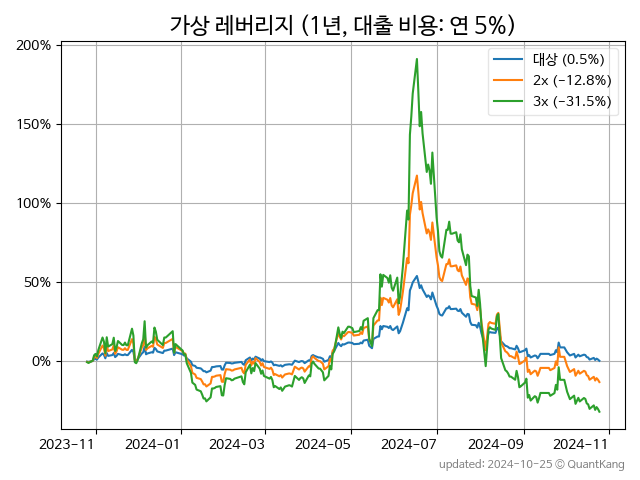 가상 레버리지 (1년, 대출 비용: 연 5%)
200%
150%
100%
50%
0%
대상 (0.5%)
2x (-12.8%)
3x (-31.5%)
2023-11 2024-01 2024-03 2024-05 2024-07 2024-09 2024-11
updated: 2024-10-25 © QuantKang